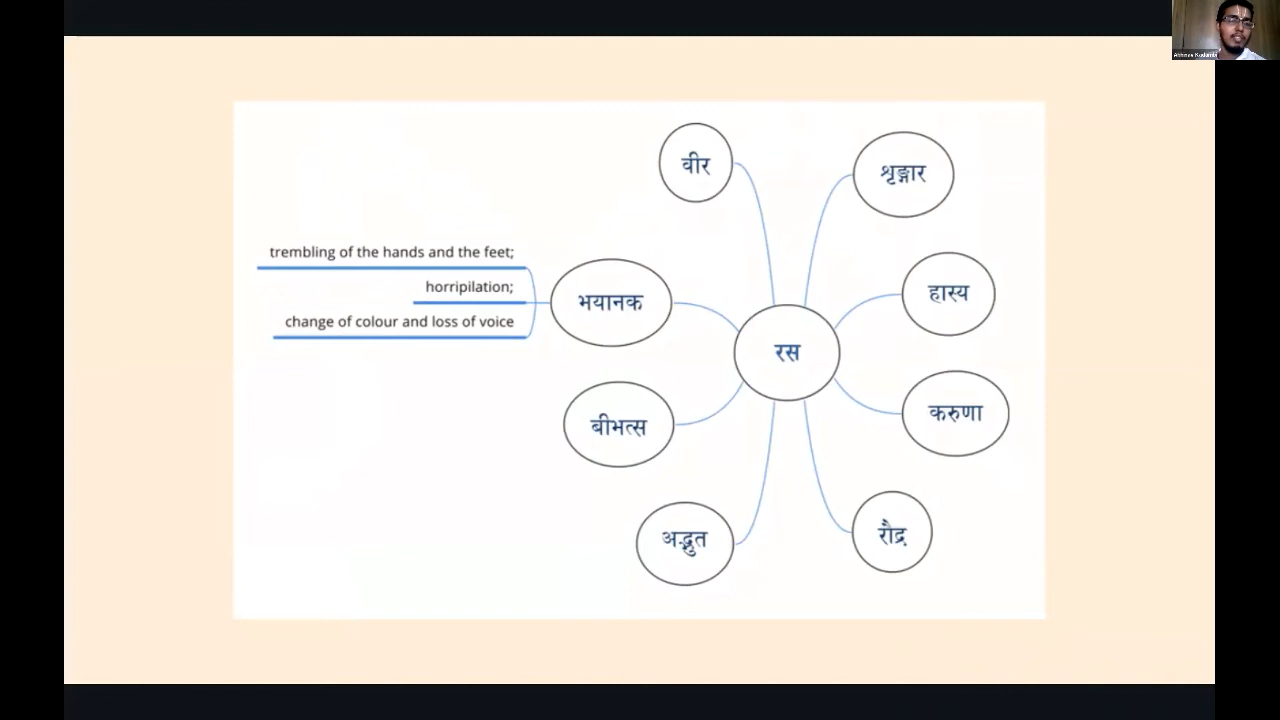 वीर
शृङ्गार
trembling of the hands and the feet;
horripilation;
change of colour and loss of voice
भयानक
हास्य
रस
बीभत्स
करुणा
अद्भुत
रौद्र